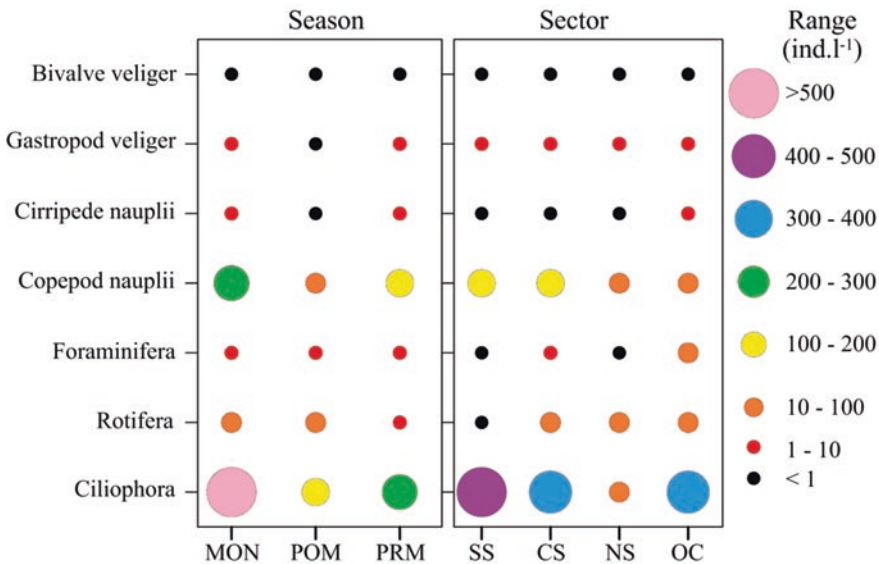 Season
Sector
Range
(ind.l⁻¹)
Bivalve veliger
Gastropod veliger
Cirripede nauplii
Copepod nauplii
Foraminifera
Rotifera
Ciliophora
MON POM PRM
SS CS NS OC
>500
400 - 500
300 - 400
200 - 300
100 - 200
10 - 100
1 - 10
< 1